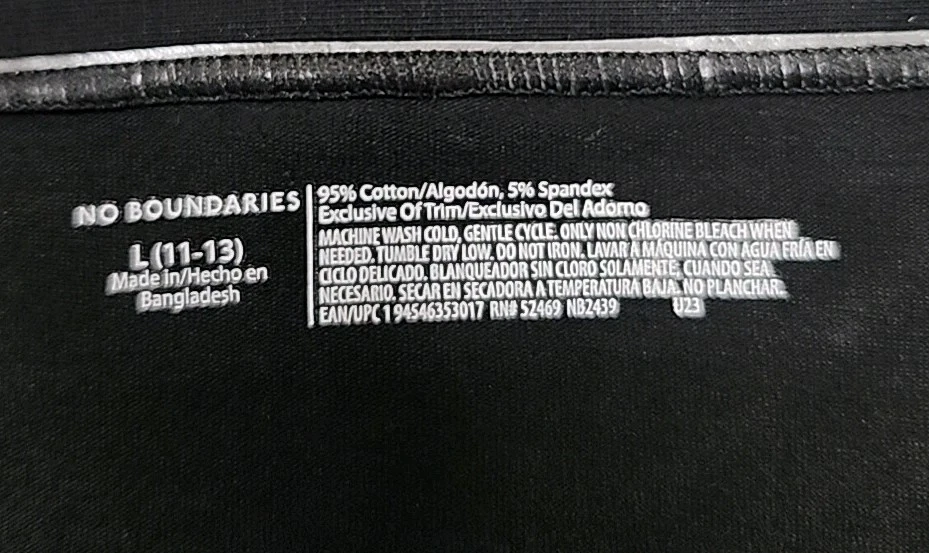 NO BOUNDARIES
L (11-13)
Made in/Hecho en
Bangladesh
95% Cotton/Algodón, 5% Spandex
Exclusive Of Trim/Exclusivo Del Adorno
MACHINE WASH COLD, GENTLE CYCLE. ONLY NON CHLORINE BLEACH WHEN
NEEDED. TUMBLE DRY LOW. DO NOT IRON. LAVAR A MÁQUINA CON AGUA FRÍA EN
CICLO DELICADO. BLANQUEADOR SIN CLORO SOLAMENTE, CUANDO SEA
NECESARIO. SECAR EN SECADORA A TEMPERATURA BAJA. NO PLANCHAR.
EAN/UPC 1 94546353017 RN# 52469 NB2439 U23